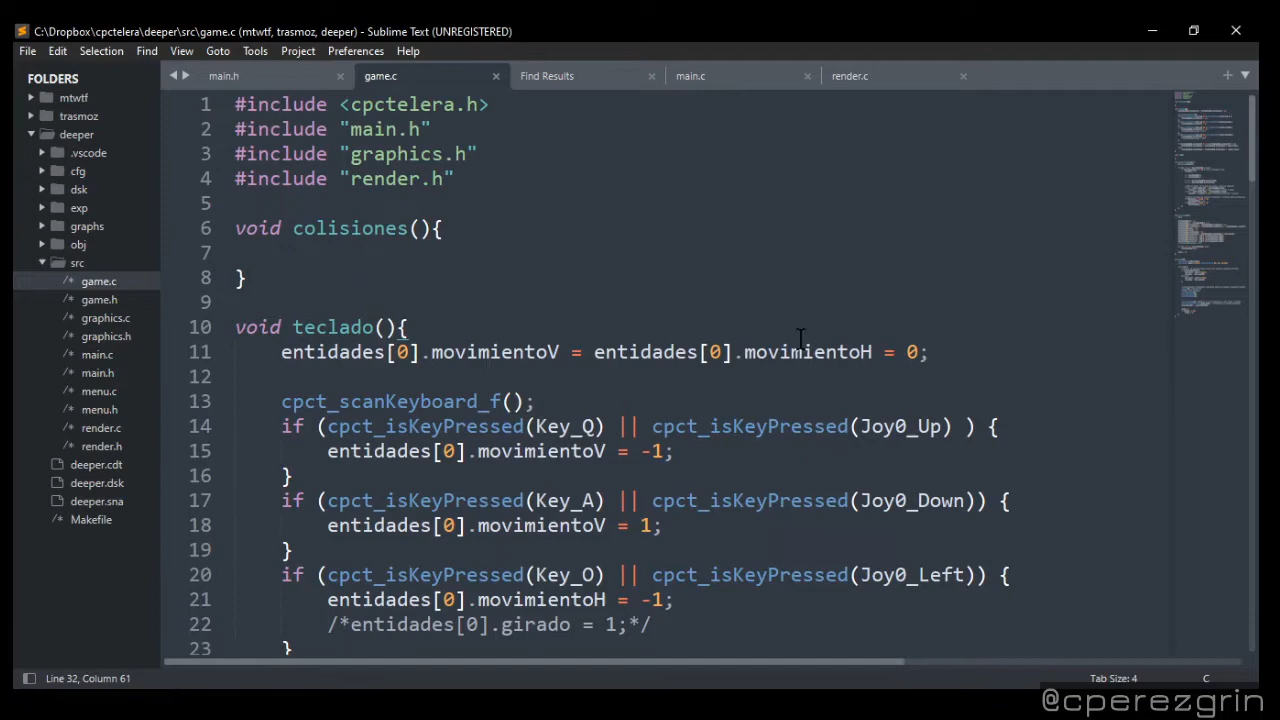 C:\Dropbox\cpctelera\deeper\src\game.c (mtwtf, trasmoz, deeper) - Sublime Text (UNREGISTERED)
File Edit Selection Find View Goto Tools Project Preferences Help
FOLDERS
mtwtf
trasmoz
deeper
.vscode
cfg
dsk
exp
graphs
obj
src
/* game.c
/* game.h
/* graphics.c
/* graphics.h
/* main.c
/* main.h
/* menu.c
/* menu.h
/* render.c
/* render.h
deeper.cdt
deeper.dsk
deeper.sna
/* Makefile
main.h × game.c × Find Results × main.c × render.c ×
1 #include <cpctelera.h>
2 #include "main.h"
3 #include "graphics.h"
4 #include "render.h"
5
6 void colisiones(){
7
8 }
9
10 void teclado(){
11 entidades[0].movimientoV = entidades[0].movimientoH = 0;
12
13 cpct_scanKeyboard_f();
14 if (cpct_isKeyPressed(Key_Q) || cpct_isKeyPressed(Joy0_Up) ) {
15 entidades[0].movimientoV = -1;
16 }
17 if (cpct_isKeyPressed(Key_A) || cpct_isKeyPressed(Joy0_Down)) {
18 entidades[0].movimientoV = 1;
19 }
20 if (cpct_isKeyPressed(Key_O) || cpct_isKeyPressed(Joy0_Left)) {
21 entidades[0].movimientoH = -1;
22 /*entidades[0].girado = 1;*/
23 }
Line 32, Column 61
Tab Size: 4 C
@cperezgrin